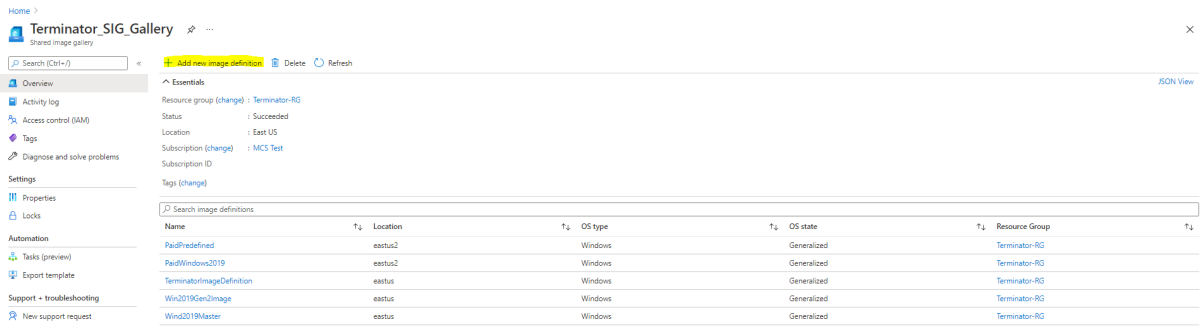 Home >
Terminator_SIG_Gallery ...
Shared image gallery
Search (Ctrl+/) «
Overview
Activity log
Access control (IAM)
Tags
Diagnose and solve problems
Settings
Properties
Locks
Automation
Tasks (preview)
Export template
Support + troubleshooting
New support request
+ Add new image definition Delete Refresh
Essentials JSON View
Resource group (change) : Terminator-RG
Status : Succeeded
Location : East US
Subscription (change) : MCS Test
Subscription ID
Tags (change)
Search image definitions
Name ↑↓ Location ↑↓ OS type ↑↓ OS state ↑↓ Resource Group ↑↓
PaidPredefined eastus2 Windows Generalized Terminator-RG
PaidWindows2019 eastus2 Windows Generalized Terminator-RG
TerminatorImageDefinition eastus Windows Generalized Terminator-RG
Win2019Gen2Image eastus Windows Generalized Terminator-RG
Wind2019Master eastus Windows Generalized Terminator-RG